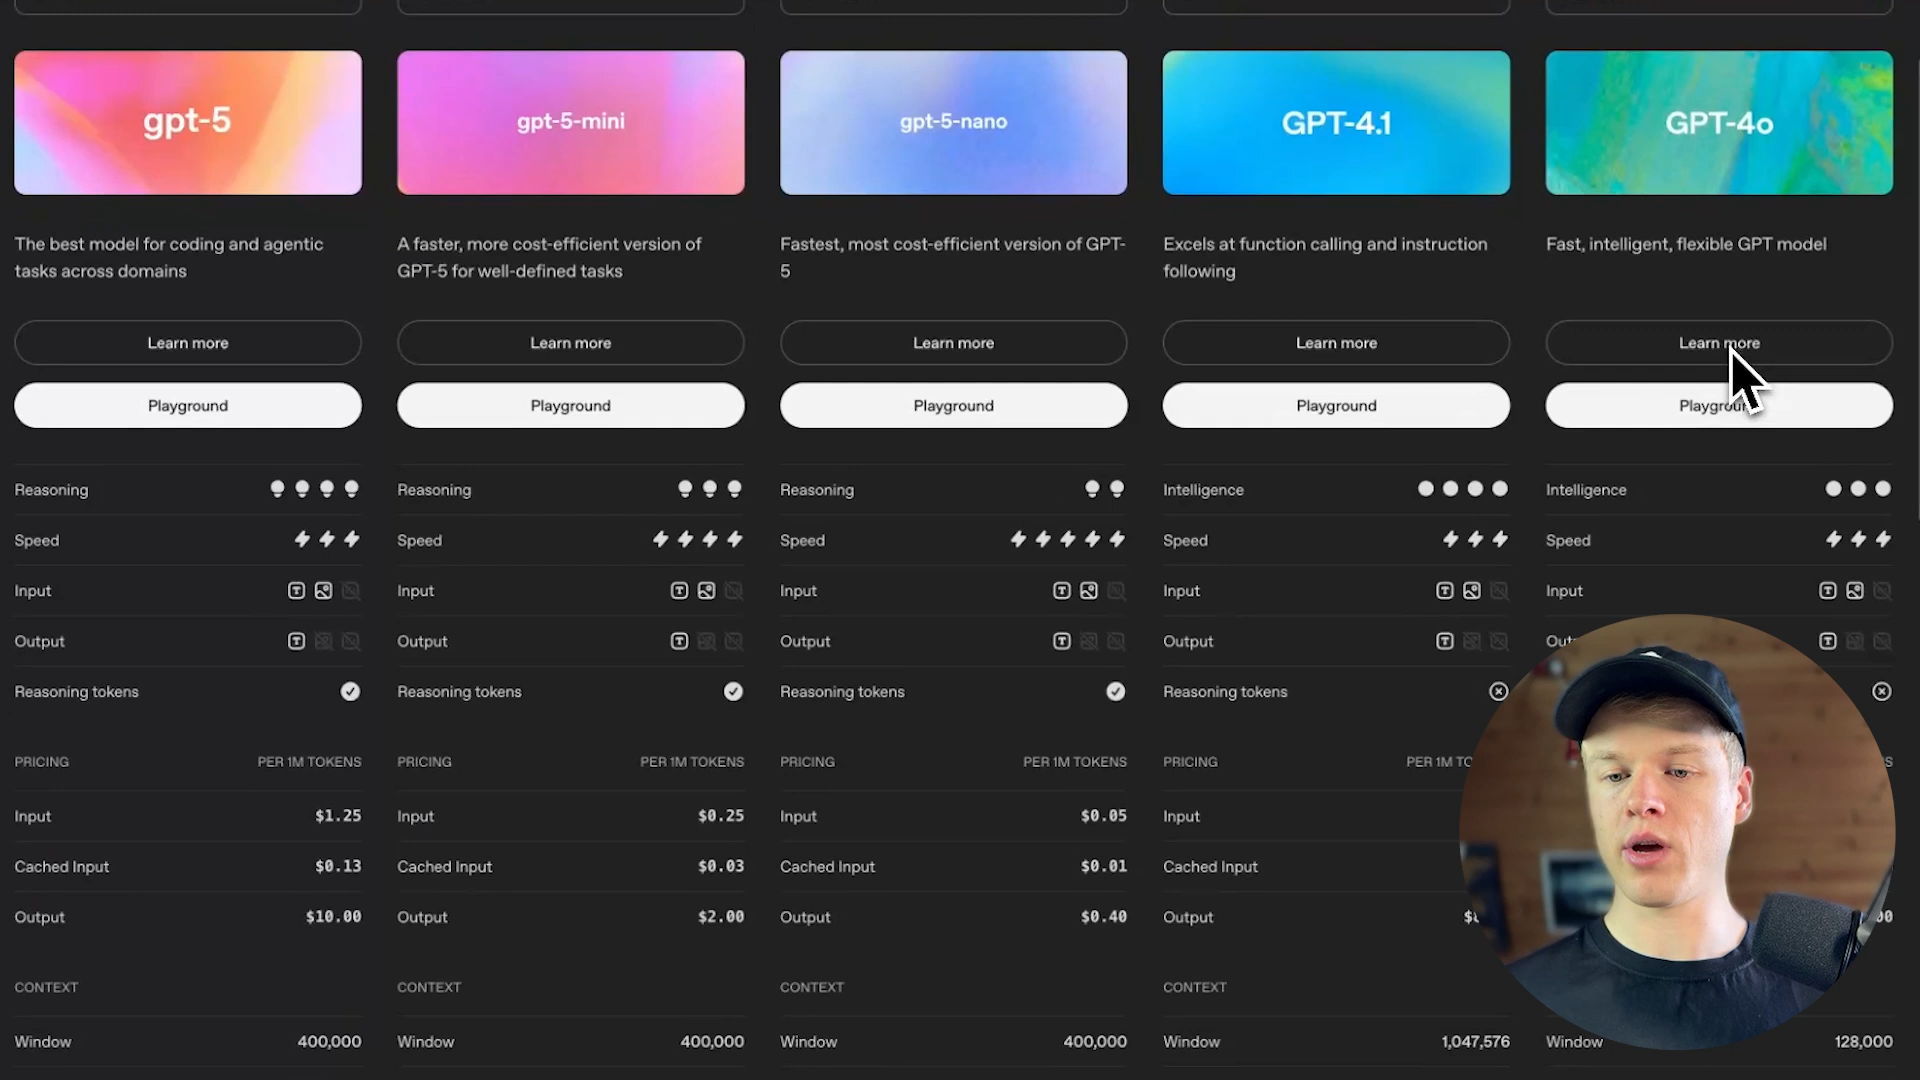 gpt-5
The best model for coding and agentic
tasks across domains
Learn more
Playground
Reasoning
Speed
Input
Output
Reasoning tokens
PRICING PER 1M TOKENS
Input $1.25
Cached Input $0.13
Output $10.00
CONTEXT
Window 400,000
gpt-5-mini
A faster, more cost-efficient version of
GPT-5 for well-defined tasks
Learn more
Playground
Reasoning
Speed
Input
Output
Reasoning tokens
PRICING PER 1M TOKENS
Input $0.25
Cached Input $0.03
Output $2.00
CONTEXT
Window 400,000
gpt-5-nano
Fastest, most cost-efficient version of GPT-
5
Learn more
Playground
Reasoning
Speed
Input
Output
Reasoning tokens
PRICING PER 1M TOKENS
Input $0.05
Cached Input $0.01
Output $0.40
CONTEXT
Window 400,000
GPT-4.1
Excels at function calling and instruction
following
Learn more
Playground
Intelligence
Speed
Input
Output
Reasoning tokens
PRICING PER 1M
Input
Cached Input
Output
CONTEXT
Window 1,047,576
GPT-4o
Fast, intelligent, flexible GPT model
Learn more
Playground
Intelligence
Speed
Input
Window 128,000